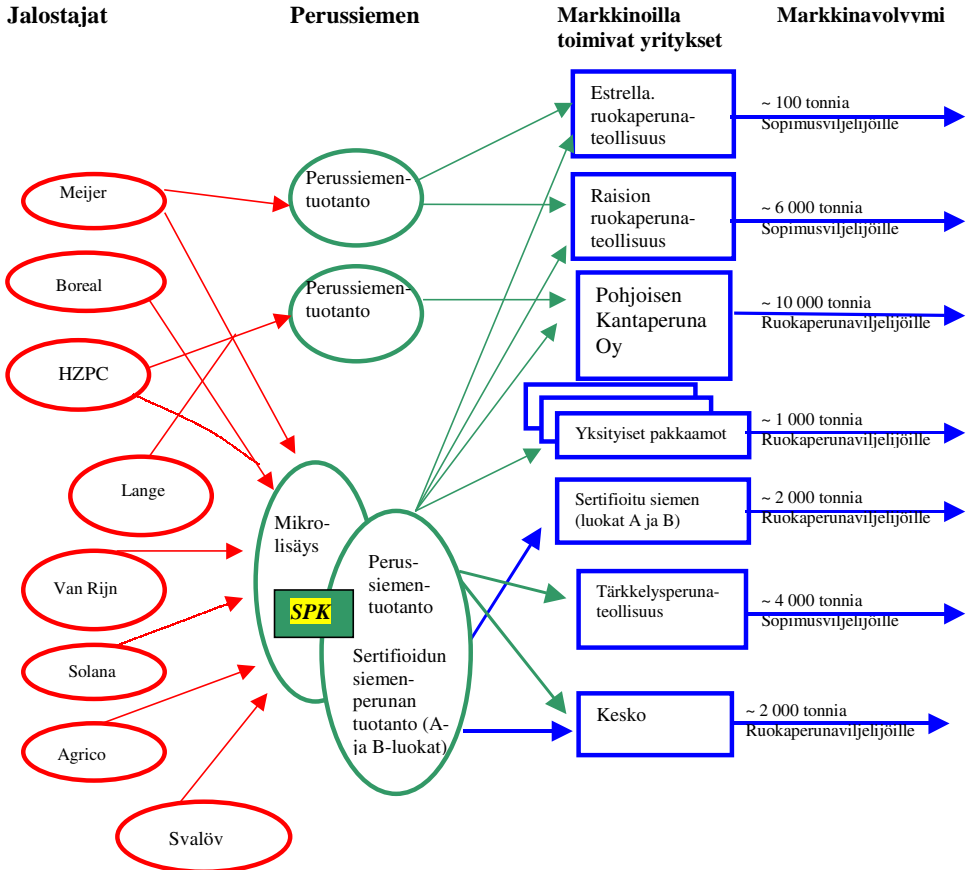 Jalostajat
Perussiemen
Markkinoilla
toimivat yritykset
Markkinavolyymi
Meijer
Boreal
HZPC
Lange
Van Rijn
Solana
Agrico
Svalöv
Perussiemen-
tuotanto
Perussiemen-
tuotanto
Mikro-
lisäys
SPK
Perus-
siemen-
tuotanto
Sertifioidun
siemen-
perunan
tuotanto (A-
ja B-luokat)
Estrella.
ruokaperuna-
teollisuus
~ 100 tonnia
Sopimusviljelijöille
Raision
ruokaperuna-
teollisuus
~ 6 000 tonnia
Sopimusviljelijöille
Pohjoisen
Kantaperuna
Oy
~ 10 000 tonnia
Ruokaperunaviljelijöille
Yksityiset pakkaamot
~ 1 000 tonnia
Ruokaperunaviljelijöille
Sertifioitu siemen
(luokat A ja B)
~ 2 000 tonnia
Ruokaperunaviljelijöille
Tärkkelysperuna-
teollisuus
~ 4 000 tonnia
Sopimusviljelijöille
Kesko
~ 2 000 tonnia
Ruokaperunaviljelijöille